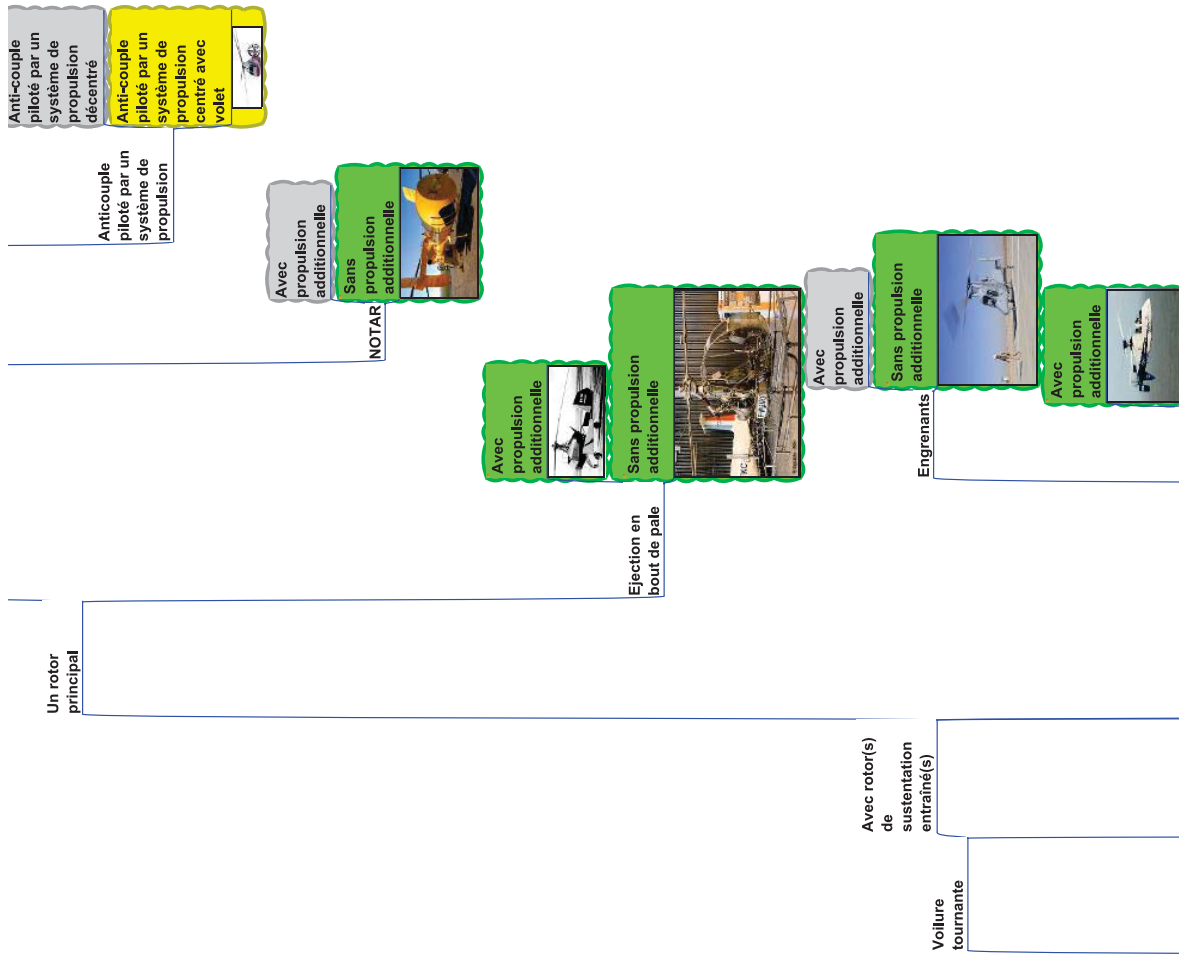 Anti-couple
piloté par un
système de
propulsion
décentré
Anti-couple
piloté par un
système de
propulsion
centré avec
volet
Anticouple
piloté par un
système de
propulsion
Avec
propulsion
additionnelle
Sans
propulsion
additionnelle
NOTAR
Avec
propulsion
additionnelle
Sans propulsion
additionnelle
KC
Ejection en
bout de pale
Avec
propulsion
additionnelle
Sans propulsion
additionnelle
Engrenants
Avec
propulsion
additionnelle
Un rotor
principal
Avec rotor(s)
de
sustentation
entraîné(s)
Voilure
tournante